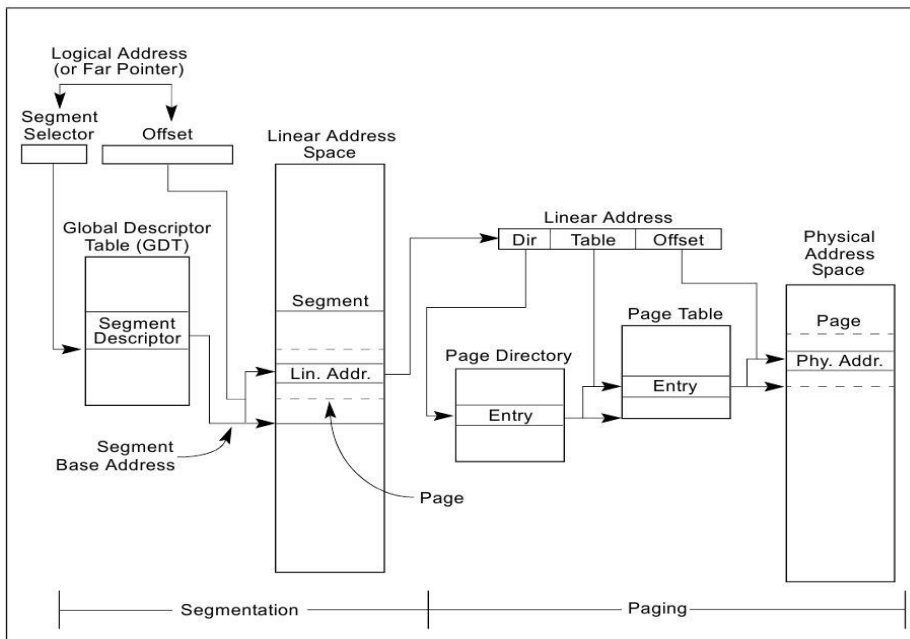 Logical Address
(or Far Pointer)
Segment
Selector
Offset
Linear Address
Space
Global Descriptor
Table (GDT)
Segment
Descriptor
Segment
Lin. Addr.
Segment
Base Address
Page
Linear Address
Dir
Table
Offset
Page Directory
Entry
Page Table
Entry
Physical
Address
Space
Page
Phy. Addr.
Segmentation
Paging